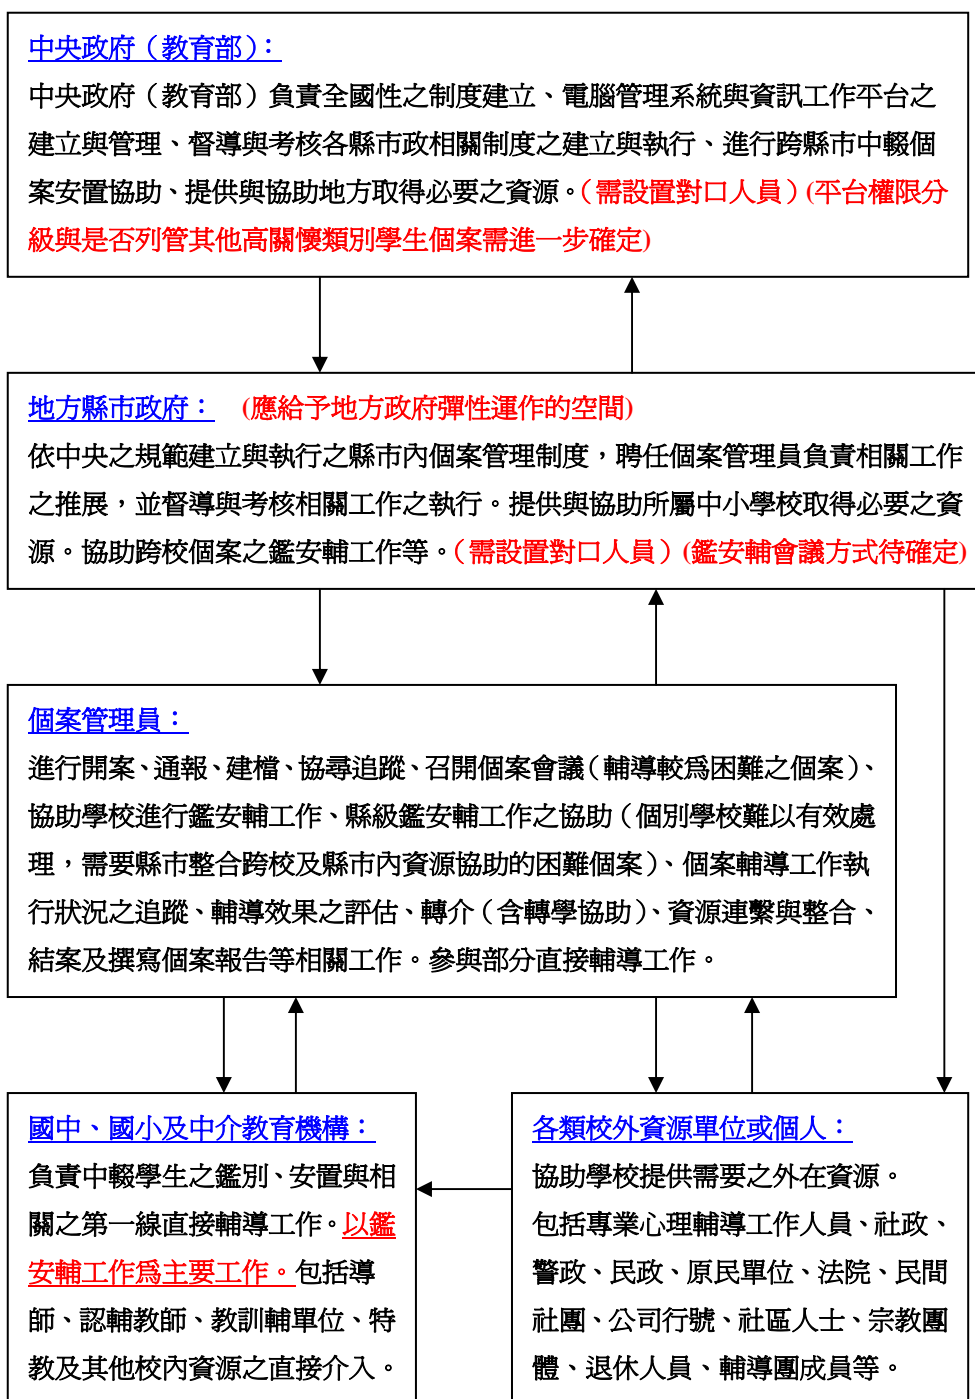 中央政府（教育部）：
中央政府（教育部）負責全國性之制度建立、電腦管理系統與資訊工作平台之
建立與管理、督導與考核各縣市政相關制度之建立與執行、進行跨縣市中輟個
案安置協助、提供與協助地方取得必要之資源。（需設置對口人員）(平台權限分
級與是否列管其他高關懷類別學生個案需進一步確定)
地方縣市政府： (應給予地方政府彈性運作的空間)
依中央之規範建立與執行之縣市內個案管理制度，聘任個案管理員負責相關工作
之推展，並督導與考核相關工作之執行。提供與協助所屬中小學校取得必要之資
源。協助跨校個案之鑑安輔工作等。（需設置對口人員）(鑑安輔會議方式待確定)
個案管理員：
進行開案、通報、建檔、協尋追蹤、召開個案會議（輔導較為困難之個案）、
協助學校進行鑑安輔工作、縣級鑑安輔工作之協助（個別學校難以有效處
理，需要縣市整合跨校及縣市內資源協助的困難個案）、個案輔導工作執
行狀況之追蹤、輔導效果之評估、轉介（含轉學協助）、資源連繫與整合、
結案及撰寫個案報告等相關工作。參與部分直接輔導工作。
國中、國小及中介教育機構：
負責中輟學生之鑑別、安置與相
關之第一線直接輔導工作。以鑑
安輔工作為主要工作。包括導
師、認輔教師、教訓輔單位、特
教及其他校內資源之直接介入。
各類校外資源單位或個人：
協助學校提供需要之外在資源。
包括專業心理輔導工作人員、社政、
警政、民政、原民單位、法院、民間
社團、公司行號、社區人士、宗教團
體、退休人員、輔導團成員等。